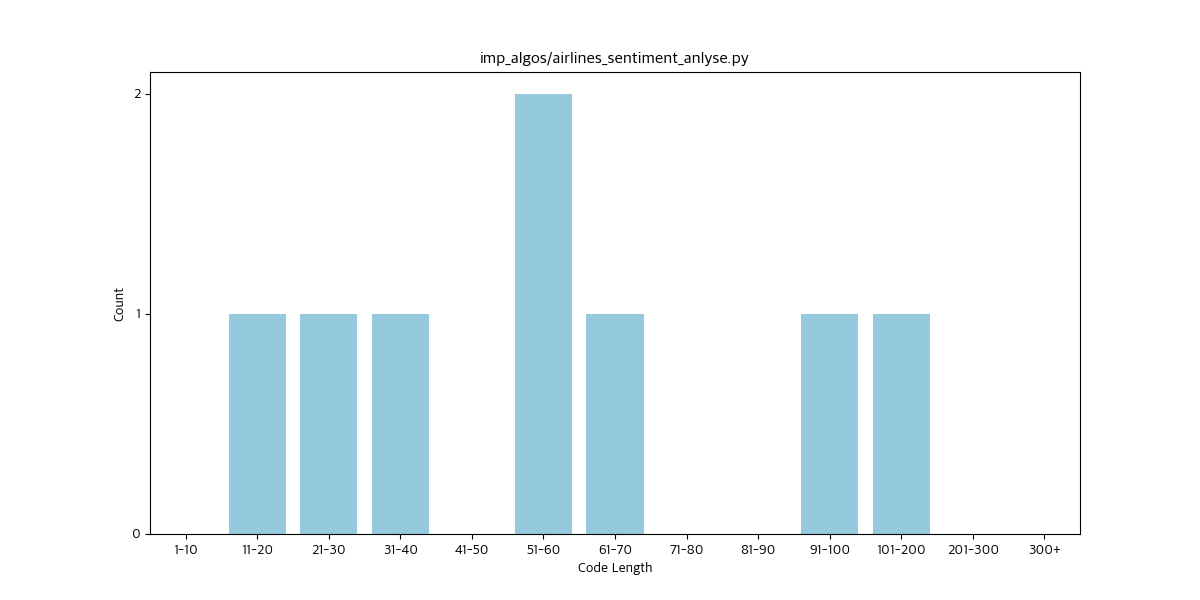 imp_algos/airlines_sentiment_anlyse.py
Count
2
1
0
1-10 11-20 21-30 31-40 41-50 51-60 61-70 71-80 81-90 91-100 101-200 201-300 300+
Code Length